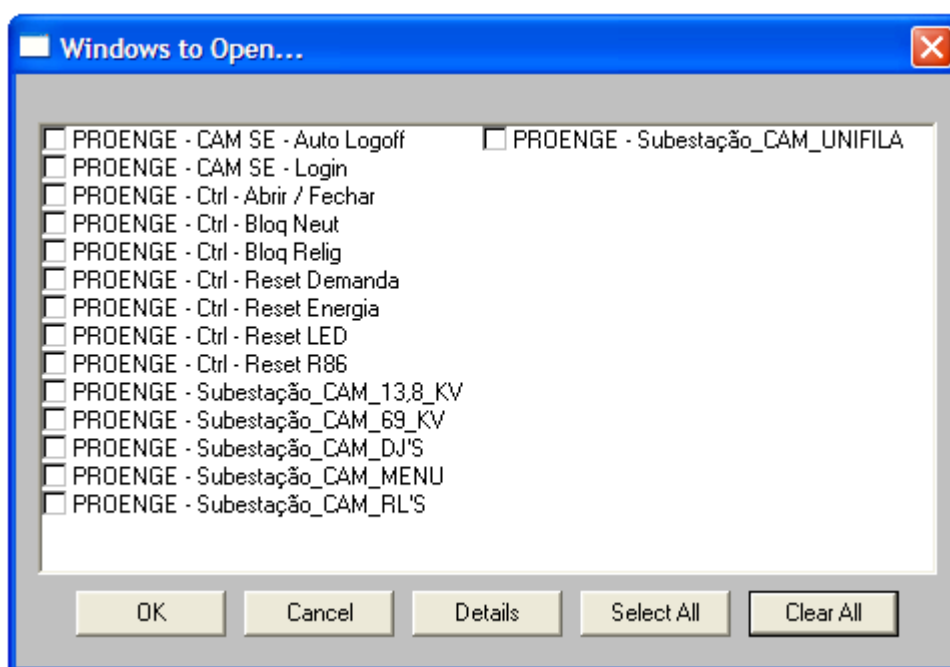 Windows to Open...
PROENGE - CAM SE - Auto Logoff
PROENGE - CAM SE - Login
PROENGE - Ctrl - Abrir / Fechar
PROENGE - Ctrl - Bloq Neut
PROENGE - Ctrl - Bloq Relig
PROENGE - Ctrl - Reset Demanda
PROENGE - Ctrl - Reset Energia
PROENGE - Ctrl - Reset LED
PROENGE - Ctrl - Reset R86
PROENGE - Subestação_CAM_13,8_KV
PROENGE - Subestação_CAM_69_KV
PROENGE - Subestação_CAM_DJ'S
PROENGE - Subestação_CAM_MENU
PROENGE - Subestação_CAM_RL'S
PROENGE - Subestação_CAM_UNIFILA
OK Cancel Details Select All Clear All